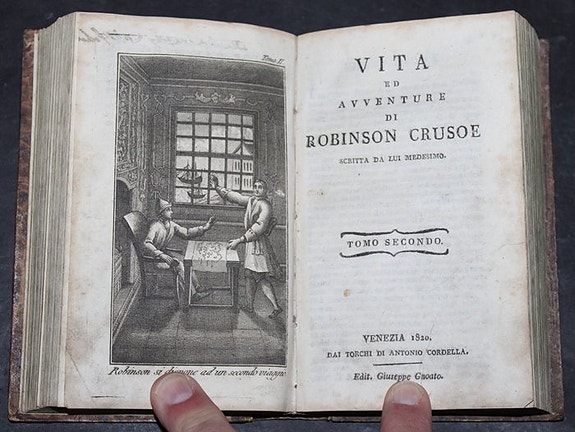 Tomo II
Robinson si dispone ad un secondo viaggio
VITA
ED
AVVENTURE
DI
ROBINSON CRUSOE
SCRITTA DA LUI MEDESIMO.
TOMO SECONDO.
VENEZIA 1820.
DAI TORCHI DI ANTONIO CORDELLA.
Edit. Giuseppe Gnoato.